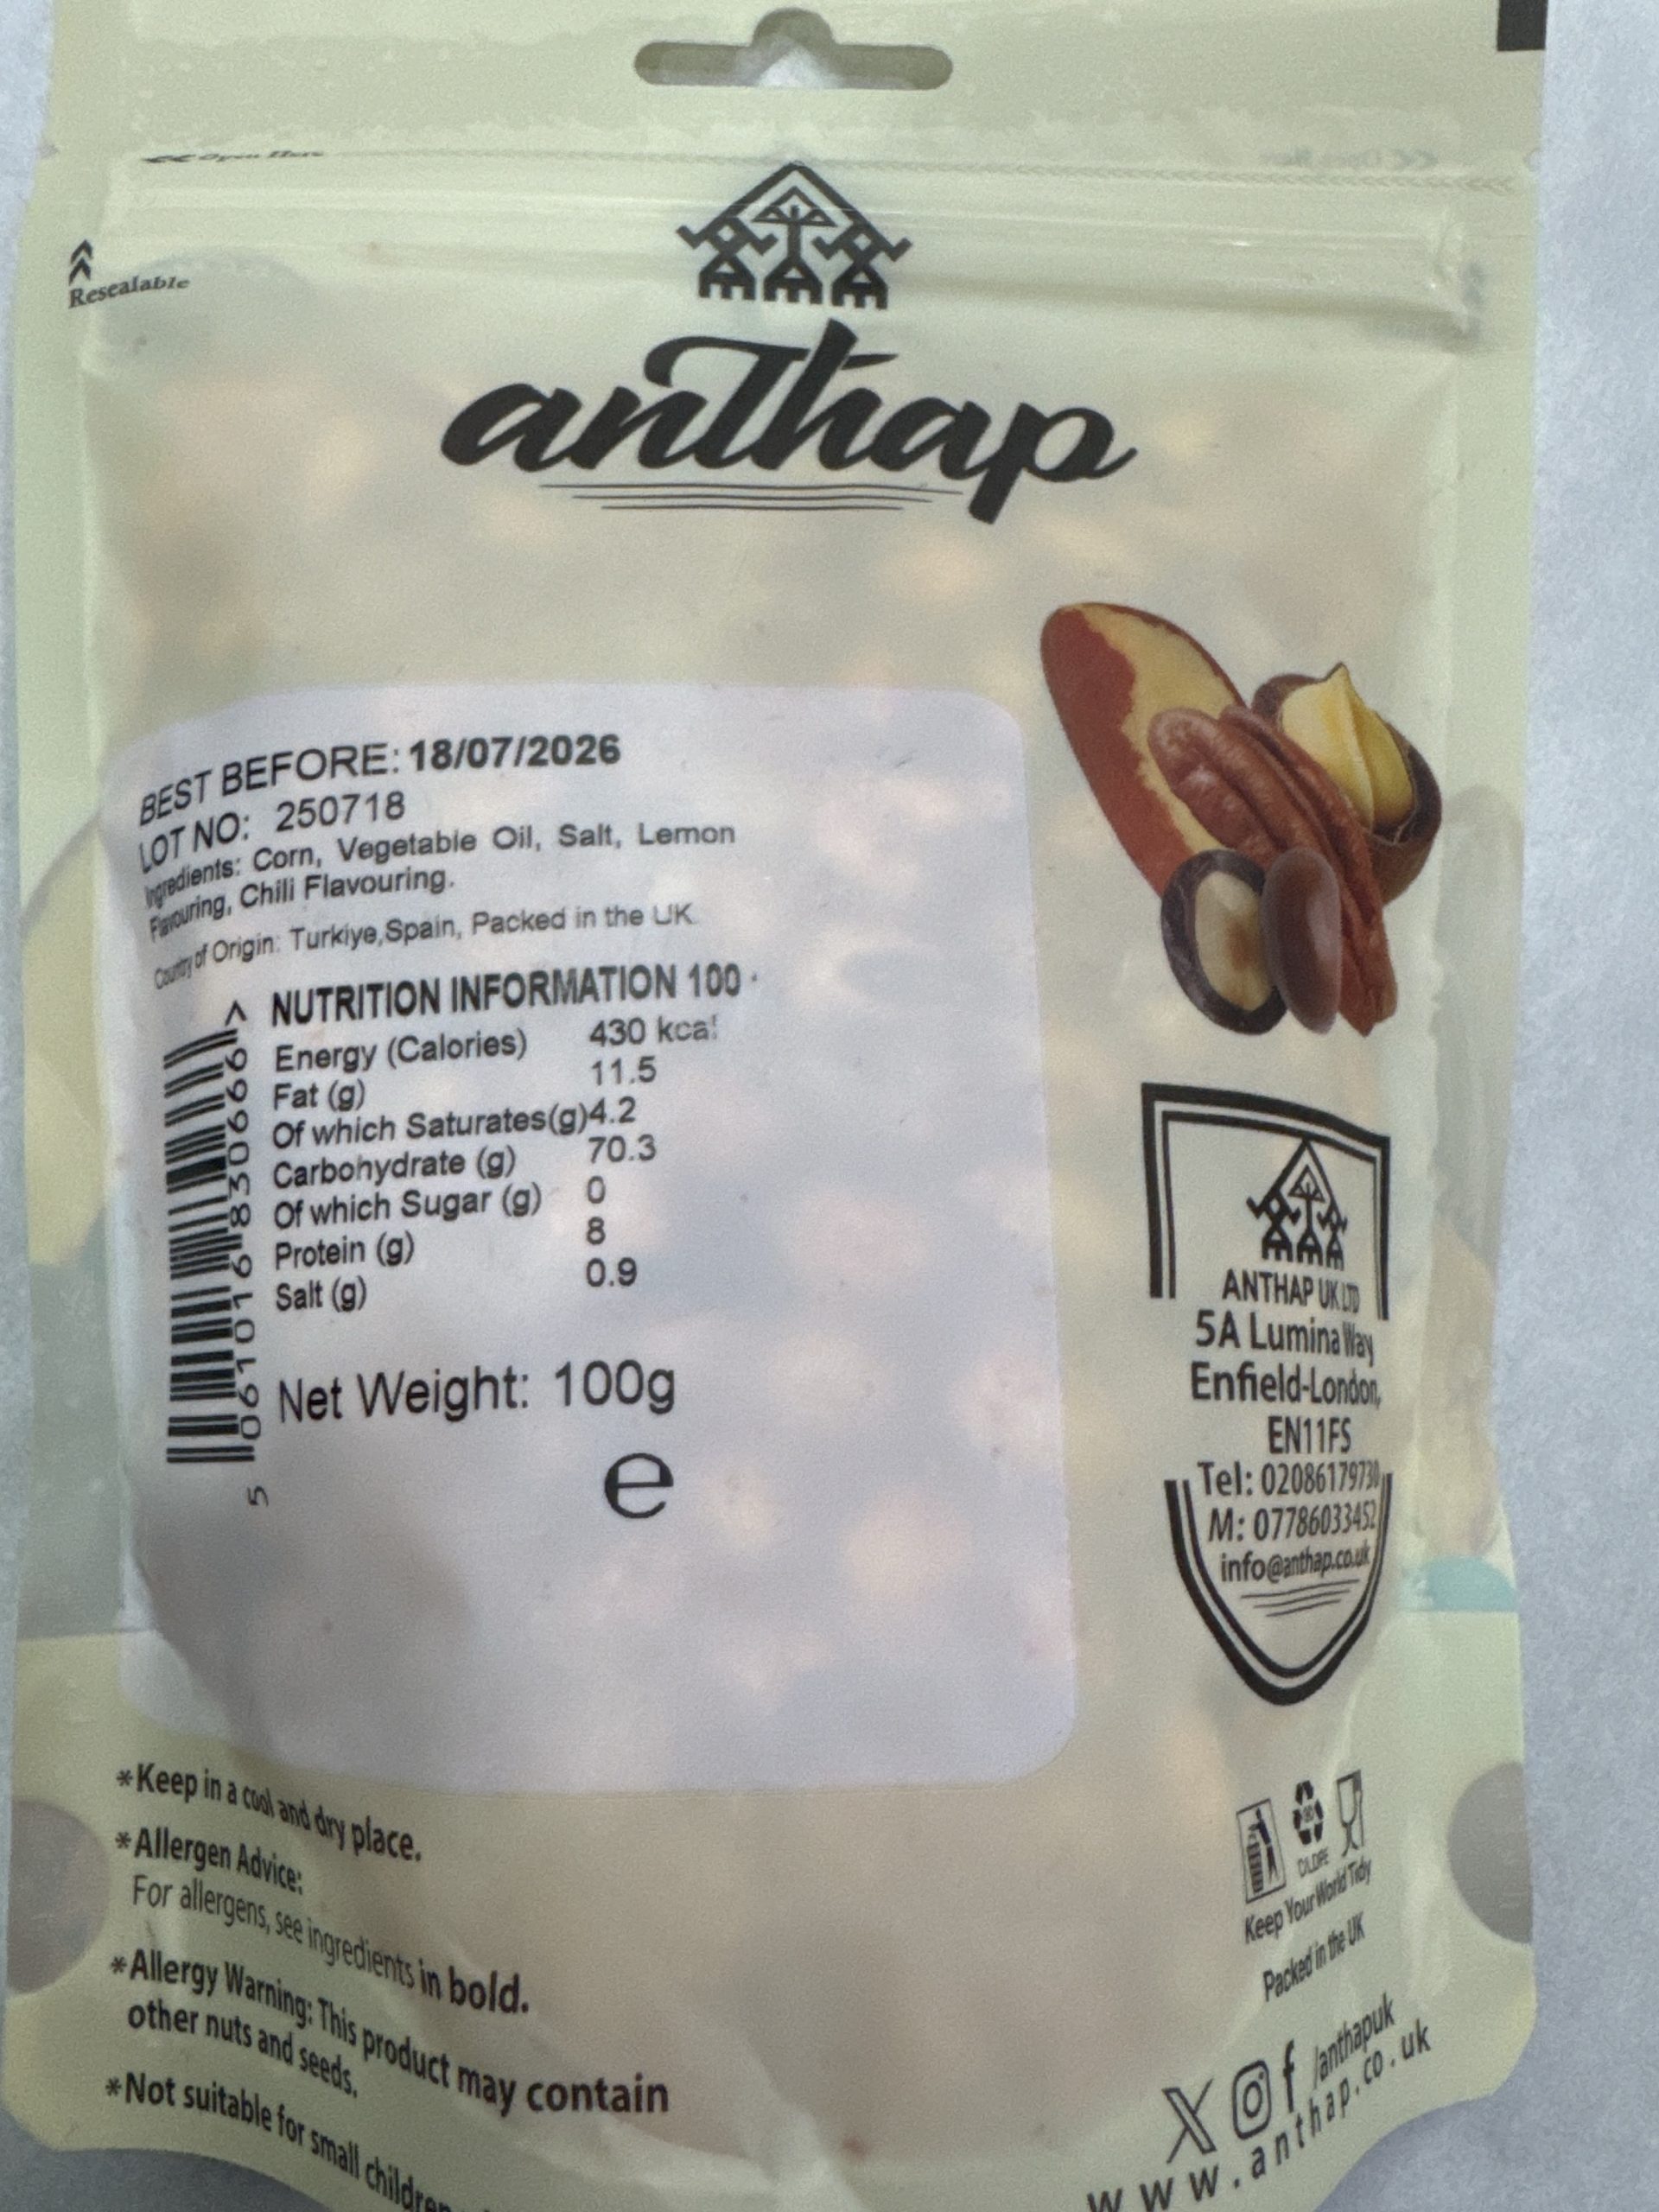 << Open Here
Resealable
anthap
BEST BEFORE: 18/07/2026
LOT NO: 250718
Ingredients: Corn, Vegetable Oil, Salt, Lemon
Flavouring, Chili Flavouring.
Country of Origin: Turkiye,Spain, Packed in the UK
NUTRITION INFORMATION 100
Energy (Calories) 430 kcal
Fat (g) 11.5
Of which Saturates(g) 4.2
Carbohydrate (g) 70.3
Of which Sugar (g) 0
Protein (g) 8
Salt (g) 0.9
Net Weight: 100g
e
5 061016 830666 >
ANTHAP UK LTD
5A Lumina Way
Enfield-London,
EN11FS
Tel: 02086179730
M: 07786033452
info@anthap.co.uk
*Keep in a cool and dry place.
*Allergen Advice:
For allergens, see ingredients in bold.
*Allergy Warning: This product may contain
other nuts and seeds.
*Not suitable for small children
Keep Your World Tidy
Packed in the UK
/anthapuk
www.anthap.co.uk